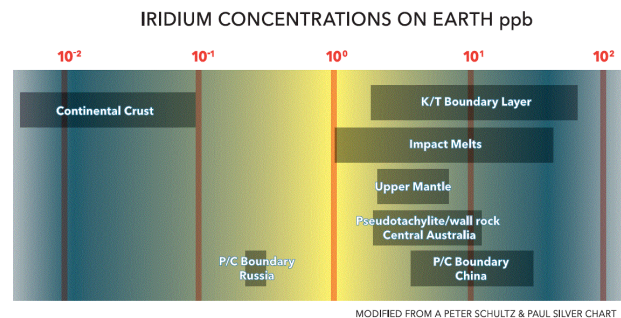 IRIDIUM CONCENTRATIONS ON EARTH ppb
10⁻² 10⁻¹ 10⁰ 10¹ 10²
K/T Boundary Layer
Continental Crust
Impact Melts
Upper Mantle
Pseudotachylite/wall rock
Central Australia
P/C Boundary
Russia
P/C Boundary
China
MODIFIED FROM A PETER SCHULTZ & PAUL SILVER CHART